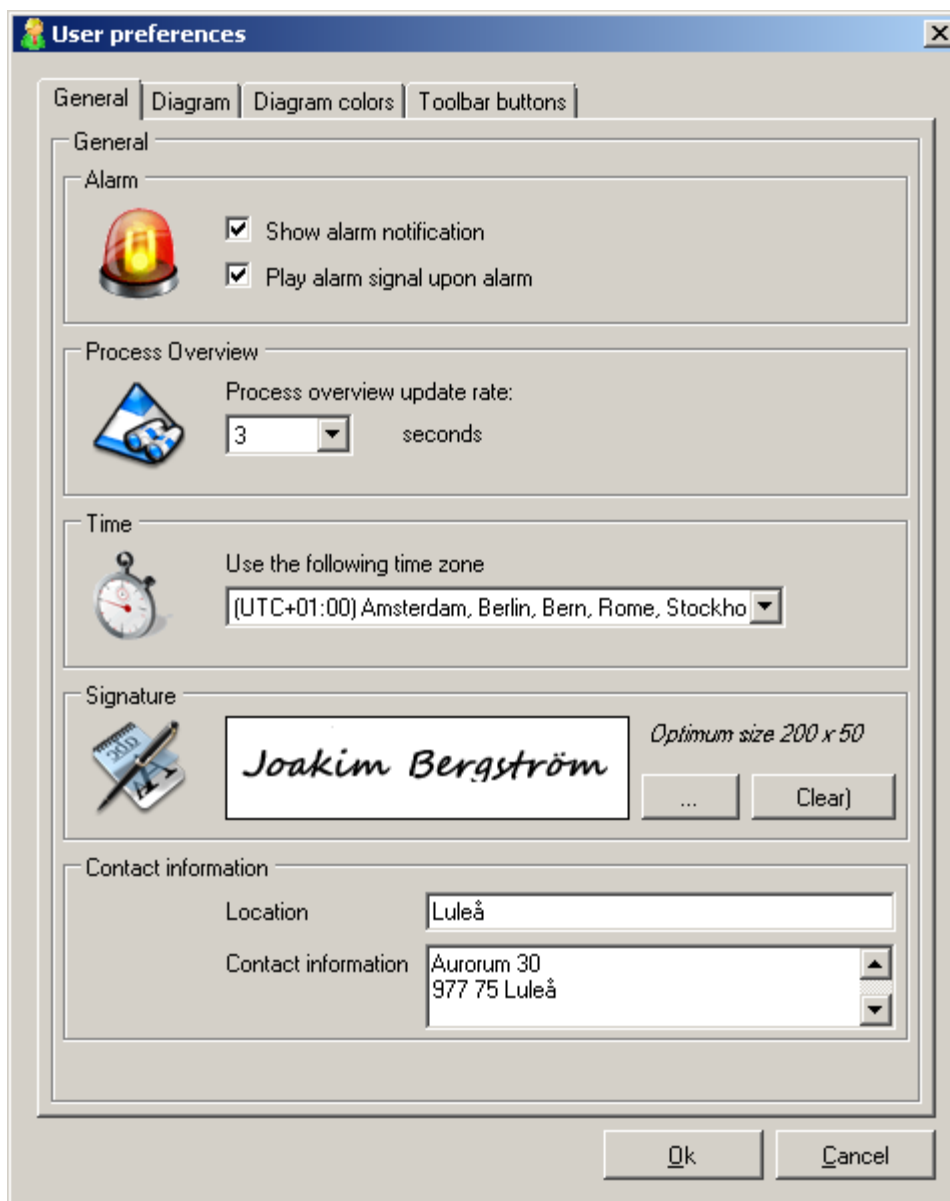 User preferences
General
Diagram
Diagram colors
Toolbar buttons
General
Alarm
Show alarm notification
Play alarm signal upon alarm
Process Overview
Process overview update rate:
3
seconds
Time
Use the following time zone
(UTC+01:00) Amsterdam, Berlin, Bern, Rome, Stockho
Signature
Joakim Bergström
Optimum size 200 x 50
...
Clear)
Contact information
Location
Luleå
Contact information
Aurorum 30
977 75 Luleå
Ok
Cancel